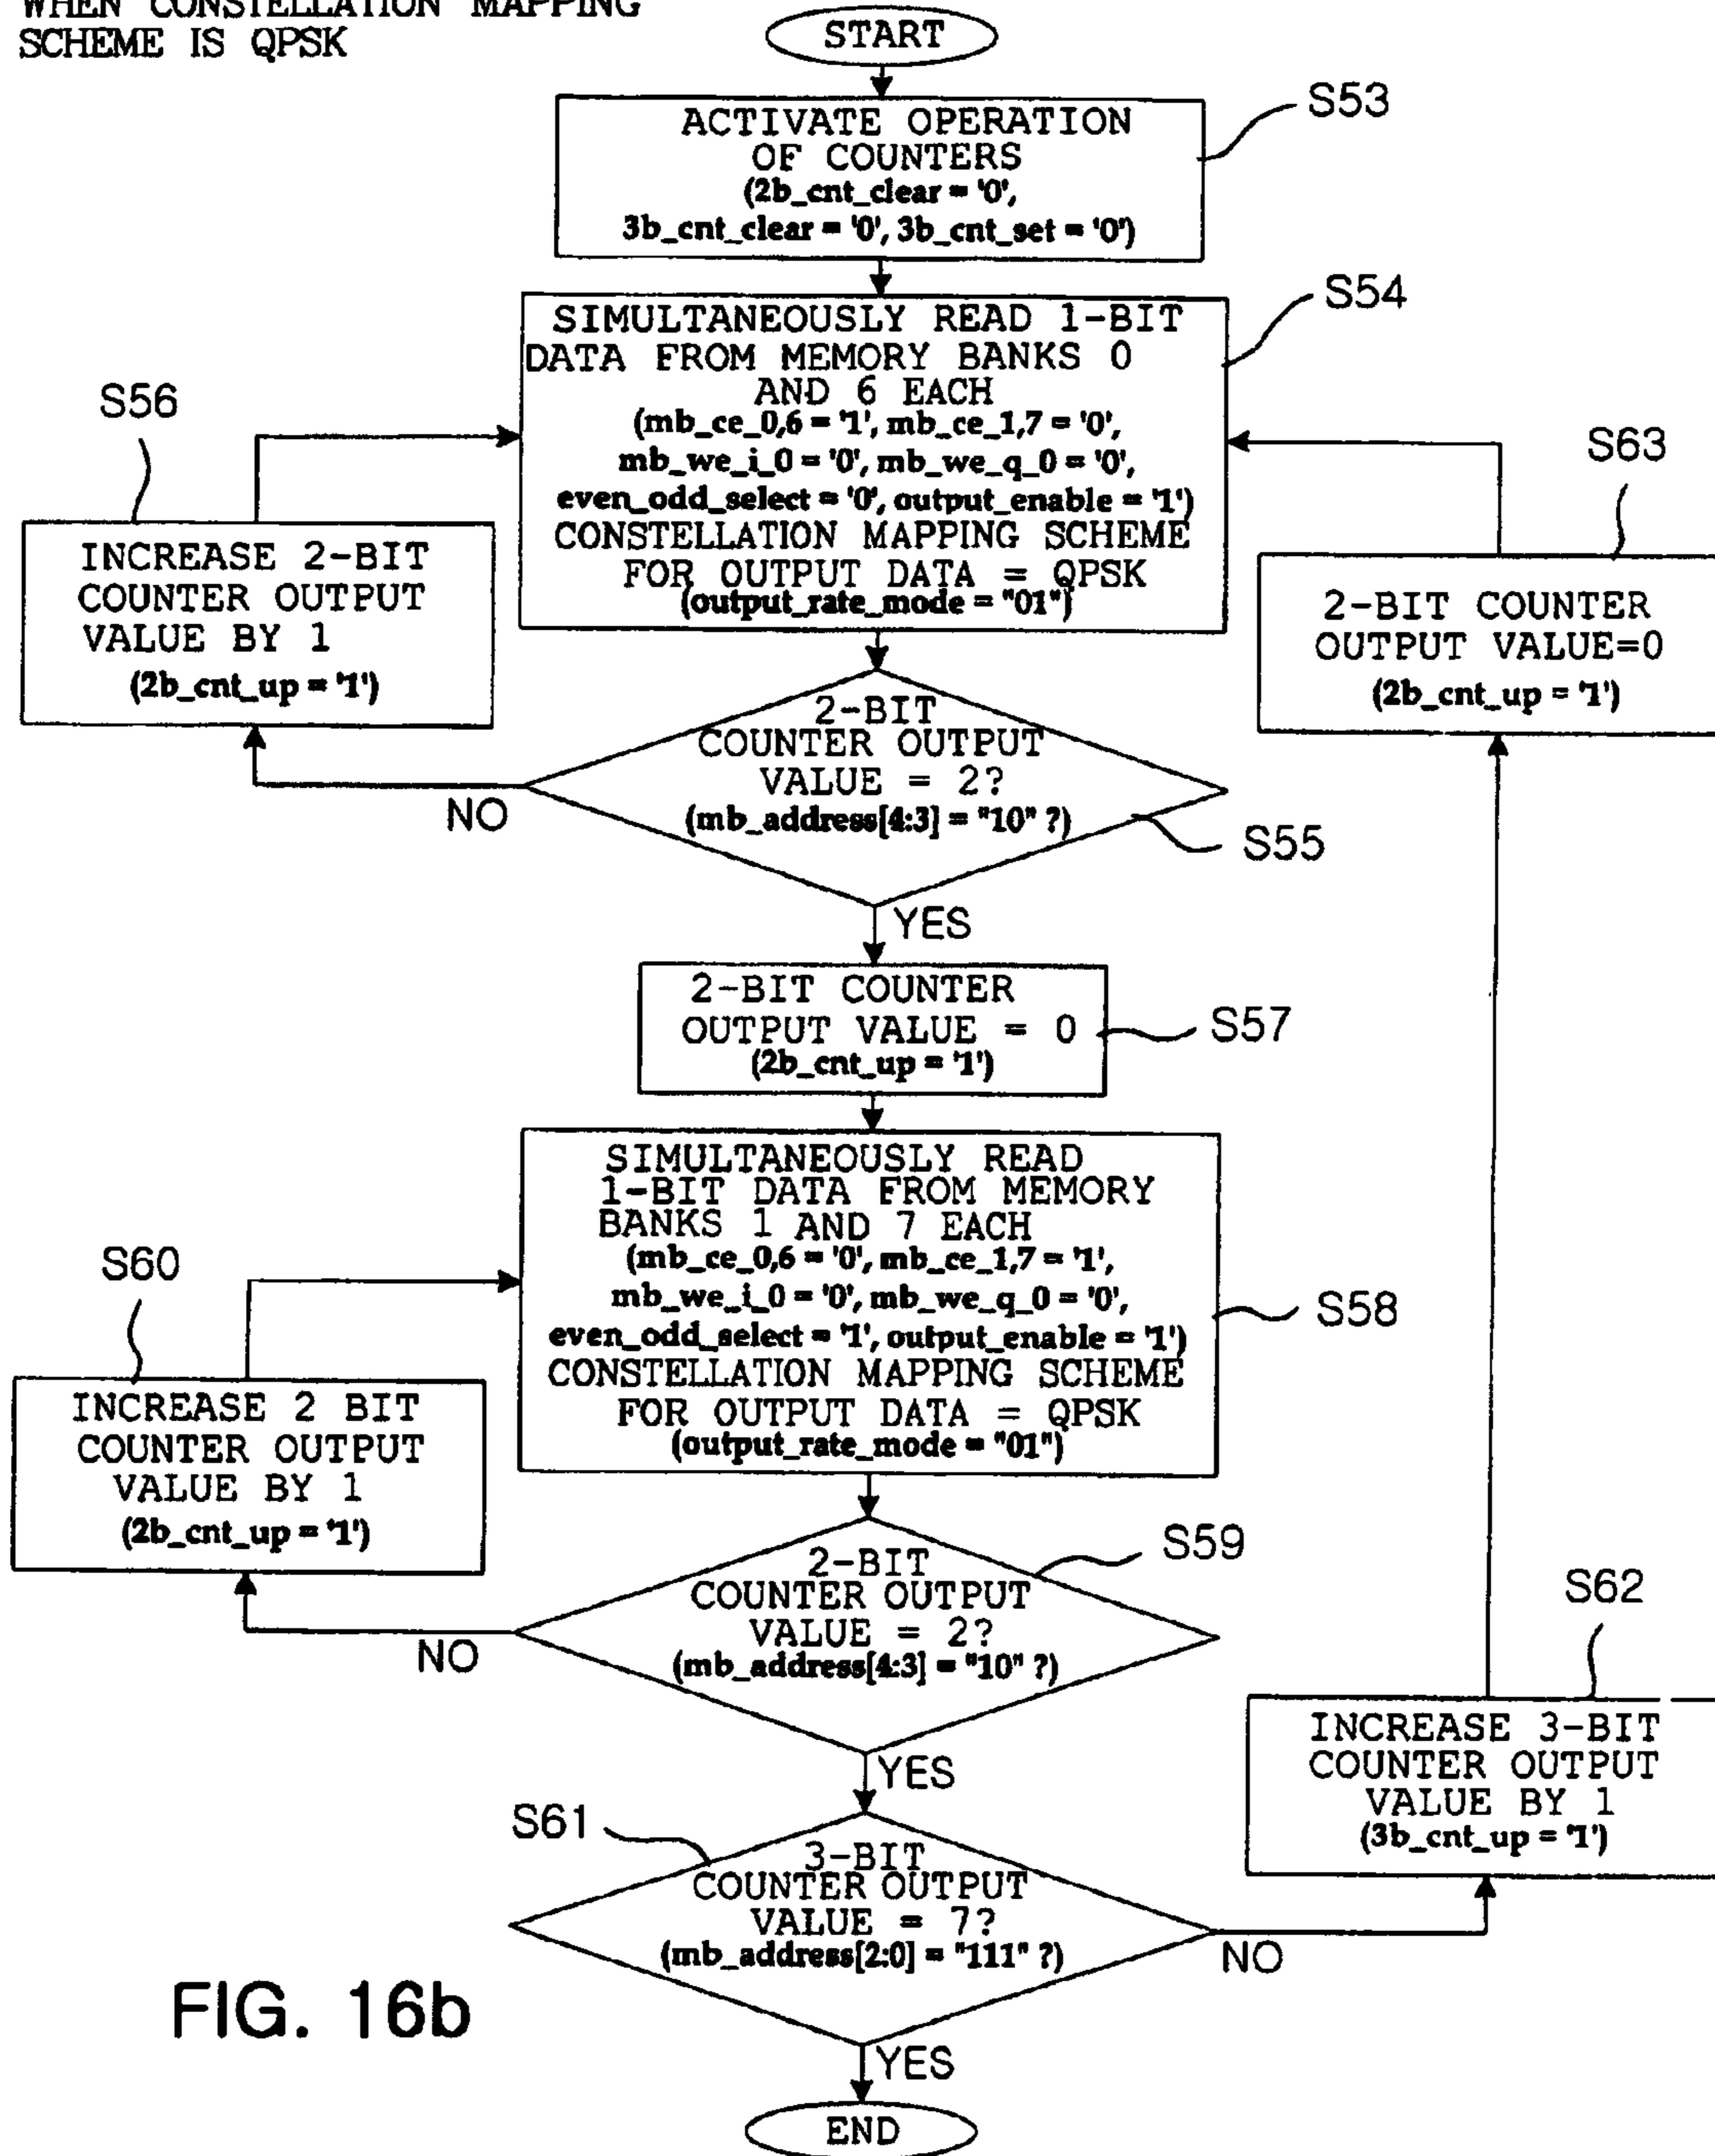 WHEN CONSTELLATION MAPPING
SCHEME IS QPSK
START
S53
ACTIVATE OPERATION
OF COUNTERS
(2b_cnt_clear = '0',
3b_cnt_clear = '0', 3b_cnt_set = '0')
S54
SIMULTANEOUSLY READ 1-BIT
DATA FROM MEMORY BANKS 0
AND 6 EACH
(mb_ce_0,6 = '1', mb_ce_1,7 = '0',
mb_we_i_0 = '0', mb_we_q_0 = '0',
even_odd_select = '0', output_enable = '1')
CONSTELLATION MAPPING SCHEME
FOR OUTPUT DATA = QPSK
(output_rate_mode = "01")
S56
INCREASE 2-BIT
COUNTER OUTPUT
VALUE BY 1
(2b_cnt_up = '1')
S63
2-BIT COUNTER
OUTPUT VALUE=0
(2b_cnt_up = '1')
2-BIT
COUNTER OUTPUT
VALUE = 2?
(mb_address[4:3] = "10" ?)
NO
S55
YES
2-BIT COUNTER
OUTPUT VALUE = 0
(2b_cnt_up = '1')
S57
SIMULTANEOUSLY READ
1-BIT DATA FROM MEMORY
BANKS 1 AND 7 EACH
(mb_ce_0,6 = '0', mb_ce_1,7 = '1',
mb_we_i_0 = '0', mb_we_q_0 = '0',
even_odd_select = '1', output_enable = '1')
CONSTELLATION MAPPING SCHEME
FOR OUTPUT DATA = QPSK
(output_rate_mode = "01")
S58
S60
INCREASE 2 BIT
COUNTER OUTPUT
VALUE BY 1
(2b_cnt_up = '1')
2-BIT
COUNTER OUTPUT
VALUE = 2?
(mb_address[4:3] = "10" ?)
S59
NO
YES
S62
INCREASE 3-BIT
COUNTER OUTPUT
VALUE BY 1
(3b_cnt_up = '1')
S61
3-BIT
COUNTER OUTPUT
VALUE = 7?
(mb_address[2:0] = "111" ?)
NO
YES
END
FIG. 16b